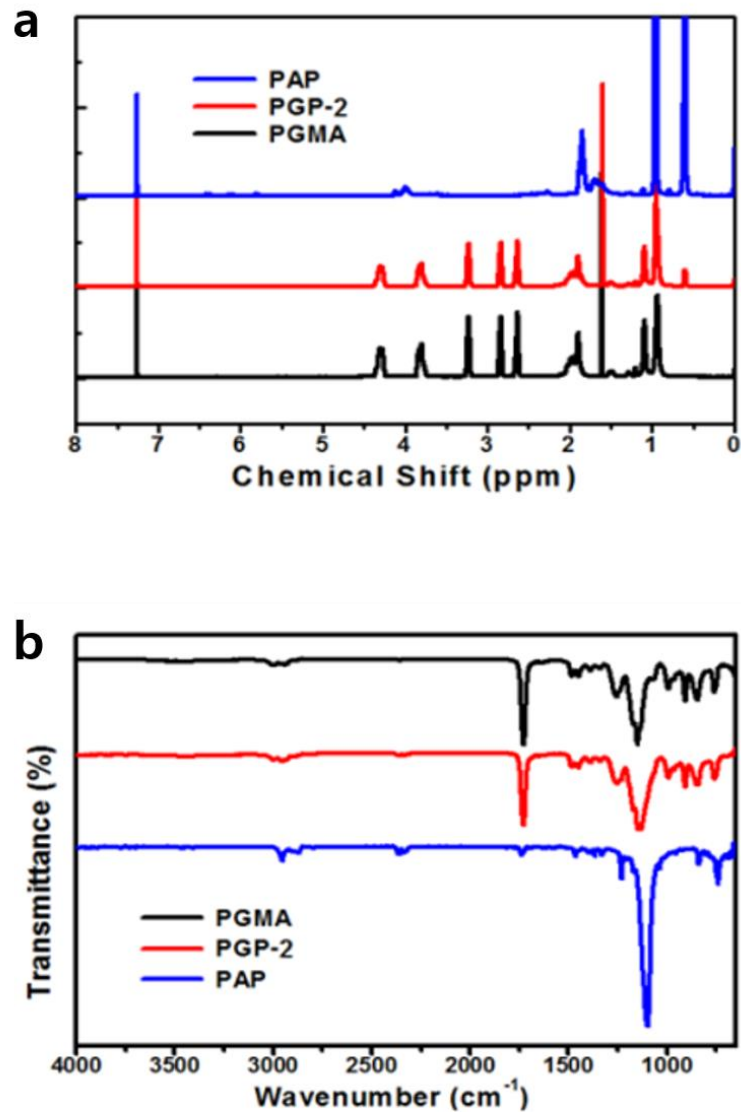 a
PAP
PGP-2
PGMA
8 7 6 5 4 3 2 1 0
Chemical Shift (ppm)
b
Transmittance (%)
PGMA
PGP-2
PAP
4000 3500 3000 2500 2000 1500 1000
Wavenumber (cm⁻¹)